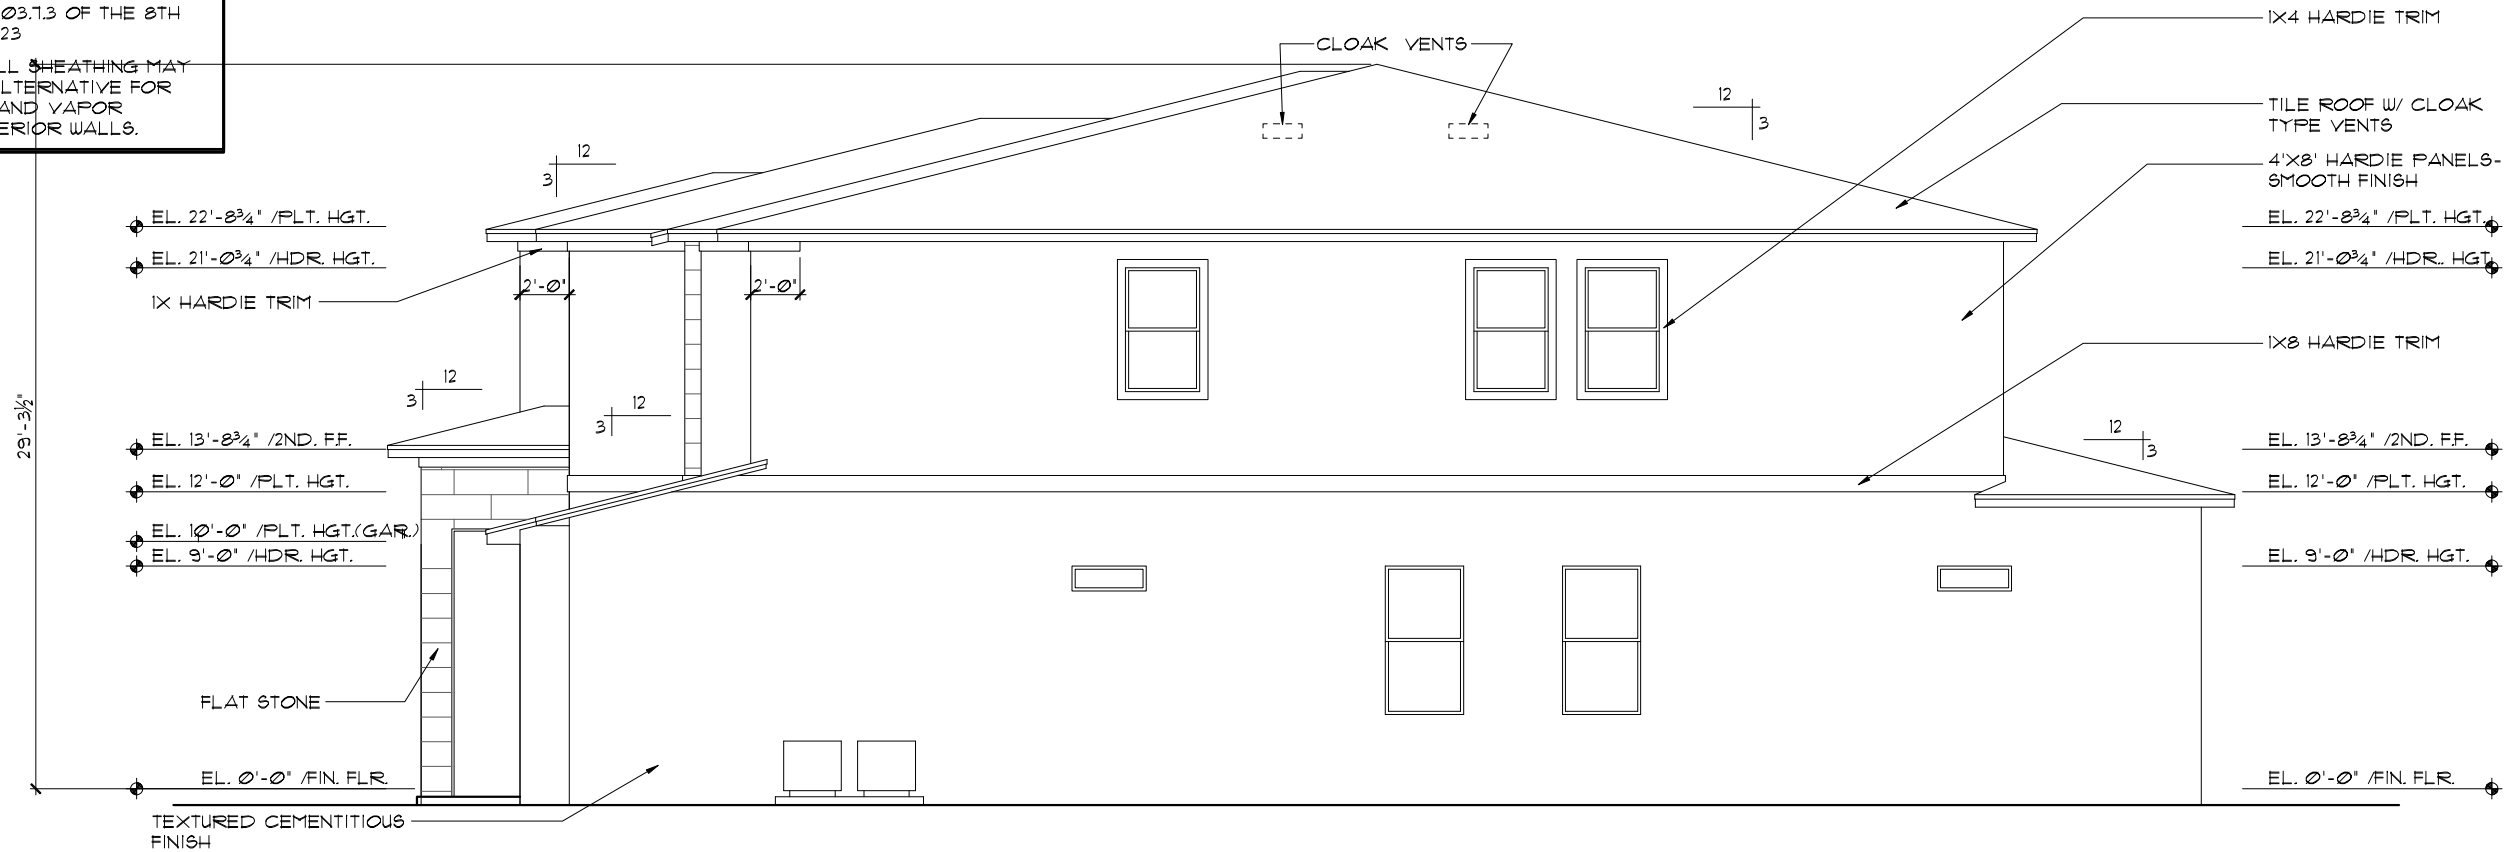 Ø3.7.3 OF THE 8TH
23
SHEATHING MAY
LTERNATIVE FOR
AND VAPOR
ERIOR WALLS.
CLOAK VENTS
1X4 HARDIE TRIM
12
3
TILE ROOF W/ CLOAK
TYPE VENTS
12
3
4'X8' HARDIE PANELS-
SMOOTH FINISH
EL. 22'-8¾" /PLT. HGT.
EL. 22'-8¾" /PLT. HGT.
EL. 21'-Ø¾" /HDR. HGT.
EL. 21'-Ø¾" /HDR.. HGT.
2'-Ø"
2'-Ø"
1X HARDIE TRIM
1X8 HARDIE TRIM
12
3
12
3
12
3
29'-3½"
EL. 13'-8¾" /2ND. F.F.
EL. 13'-8¾" /2ND. F.F.
EL. 12'-Ø" /PLT. HGT.
EL. 12'-Ø" /PLT. HGT.
EL. 1Ø'-Ø" /PLT. HGT.(GAR.)
EL. 9'-Ø" /HDR. HGT.
EL. 9'-Ø" /HDR. HGT.
FLAT STONE
EL. Ø'-Ø" /FIN. FLR.
EL. Ø'-Ø" /FIN. FLR.
TEXTURED CEMENTITIOUS
FINISH